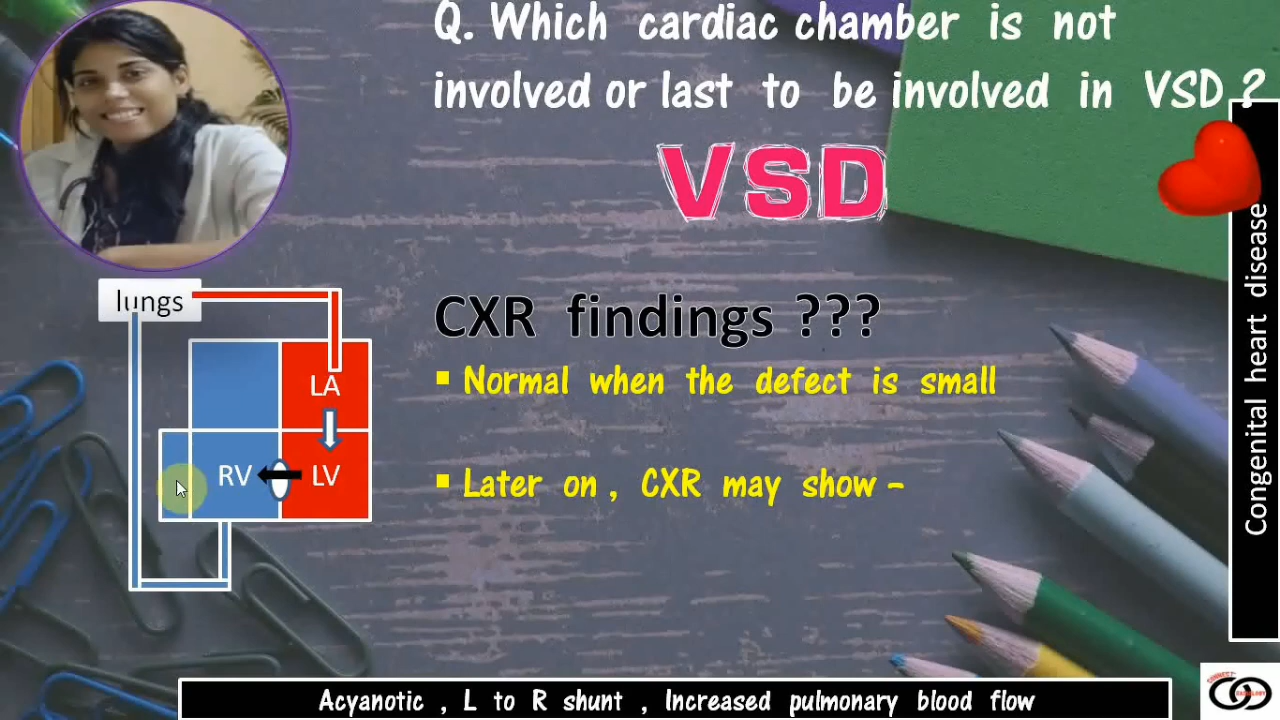 Q. Which cardiac chamber is not
involved or last to be involved in VSD ?
VSD
lungs
CXR findings ???
LA
▪ Normal when the defect is small
RV
LV
▪ Later on , CXR may show -
Congenital heart disease
Acyanotic , L to R shunt , Increased pulmonary blood flow